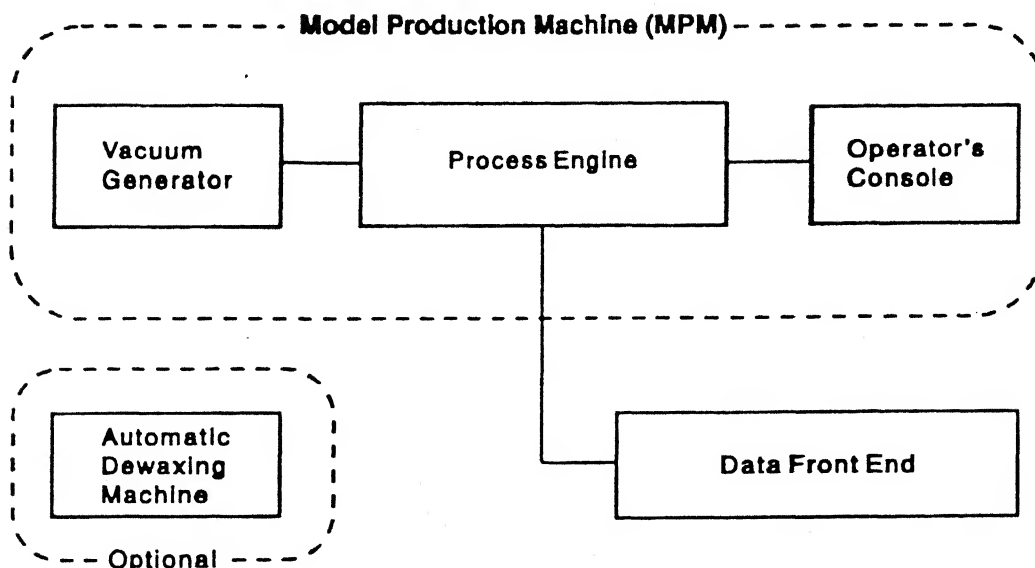 Model Production Machine (MPM)
Vacuum
Generator
Process Engine
Operator's
Console
Automatic
Dewaxing
Machine
Data Front End
Optional